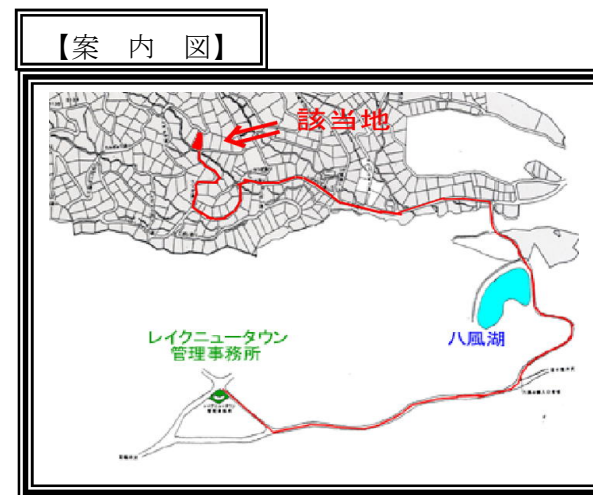 【案　内　図】
該当地
レイクニュータウン
管理事務所
八風湖